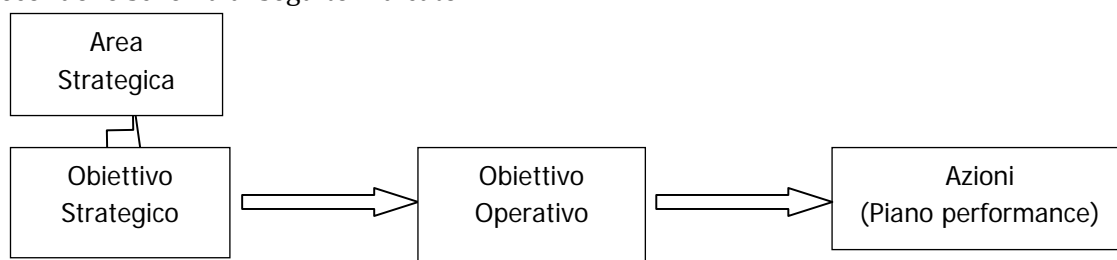 Area
Strategica
Obiettivo
Strategico
Obiettivo
Operativo
Azioni
(Piano performance)